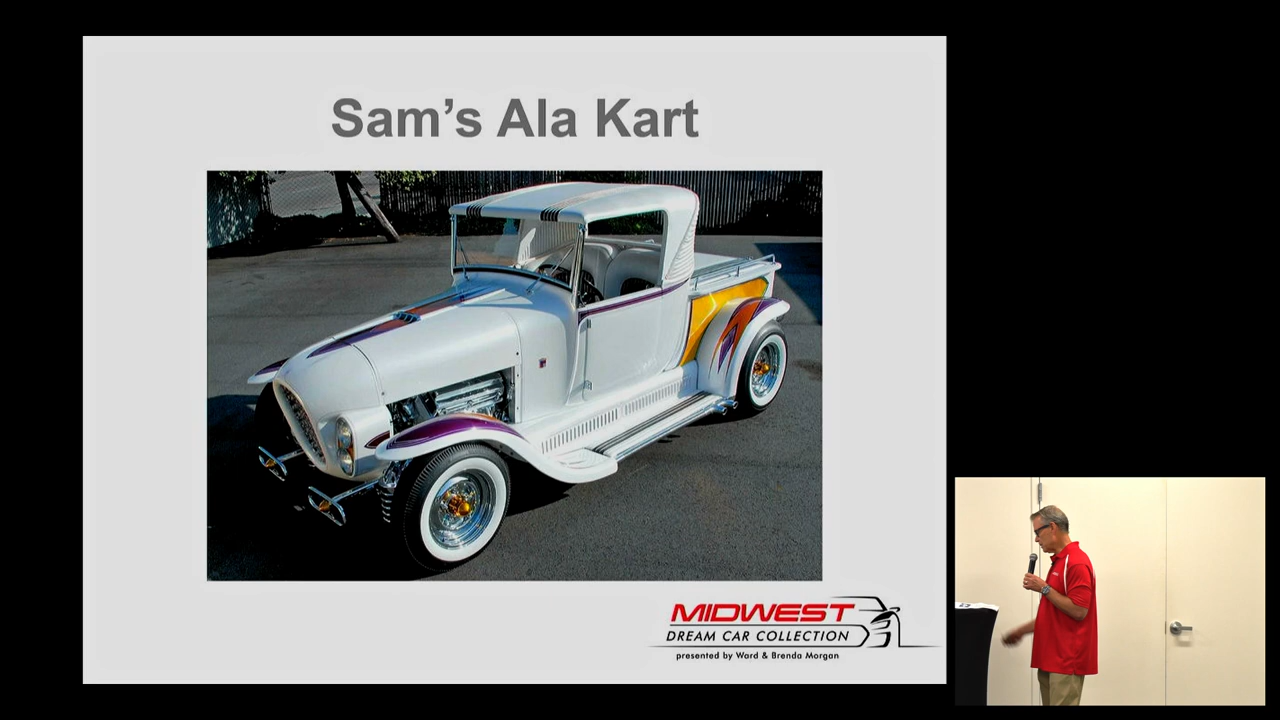 Sam's Ala Kart
MIDWEST
DREAM CAR COLLECTION
presented by Ward & Brenda Morgan